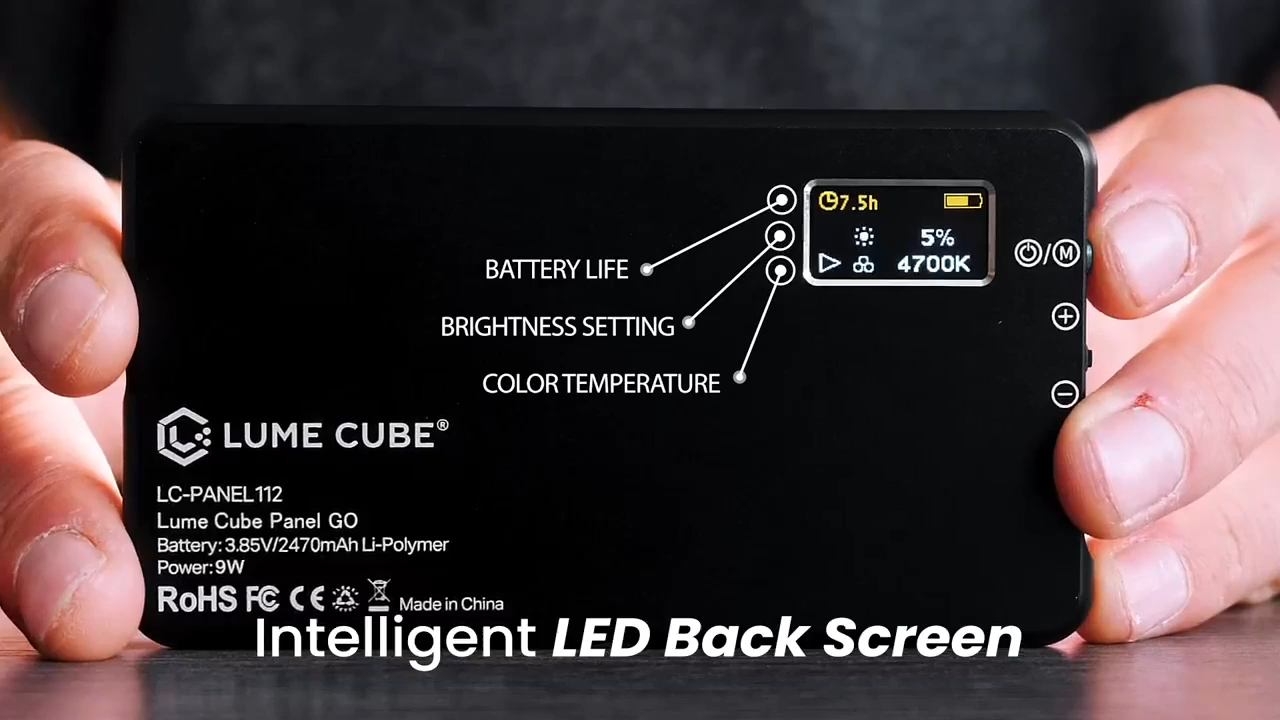 7.5h
5%
4700K
/M
BATTERY LIFE
BRIGHTNESS SETTING
COLOR TEMPERATURE
LUME CUBE®
LC-PANEL112
Lume Cube Panel GO
Battery: 3.85V/2470mAh Li-Polymer
Power: 9W
RoHS FC CE Made in China
Intelligent LED Back Screen